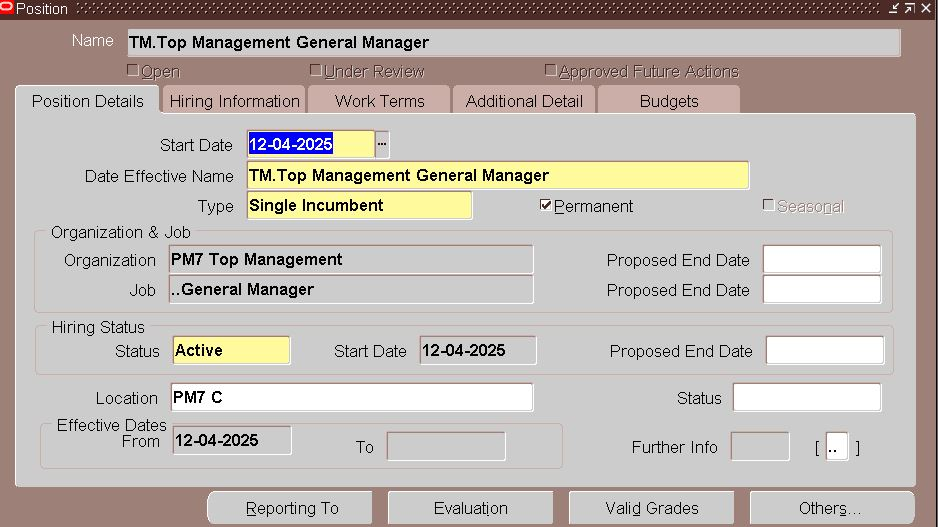 Position
Name TM.Top Management General Manager
Open Under Review Approved Future Actions
Position Details Hiring Information Work Terms Additional Detail Budgets
Start Date 12-04-2025 ...
Date Effective Name TM.Top Management General Manager
Type Single Incumbent Permanent Seasonal
Organization & Job
Organization PM7 Top Management Proposed End Date
Job ..General Manager Proposed End Date
Hiring Status
Status Active Start Date 12-04-2025 Proposed End Date
Location PM7 C Status
Effective Dates
From 12-04-2025 To Further Info [ .. ]
Reporting To Evaluation Valid Grades Others...